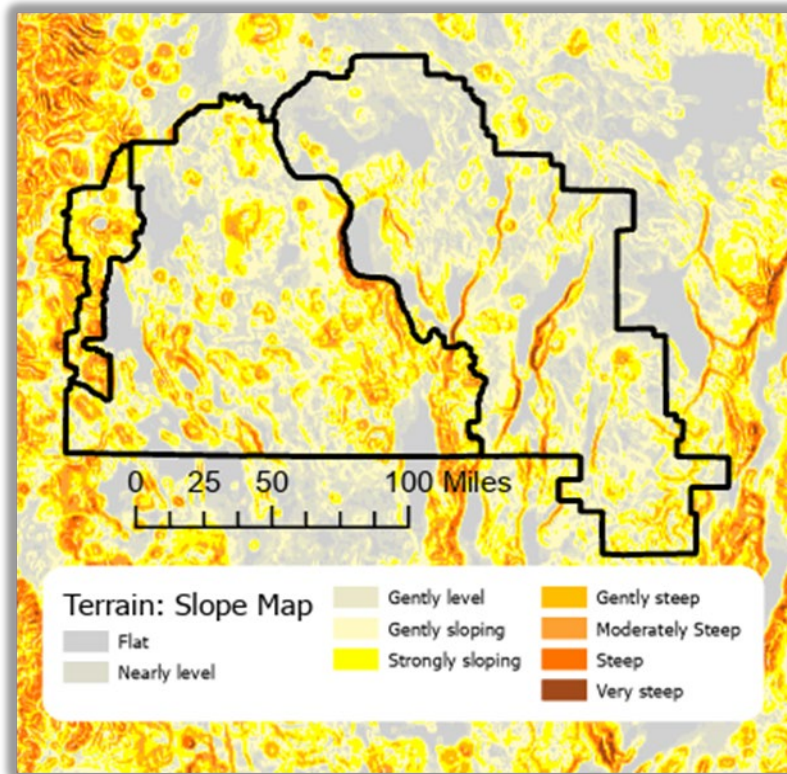 0 25 50 100 Miles
Terrain: Slope Map
Flat
Nearly level
Gently level
Gently sloping
Strongly sloping
Gently steep
Moderately Steep
Steep
Very steep